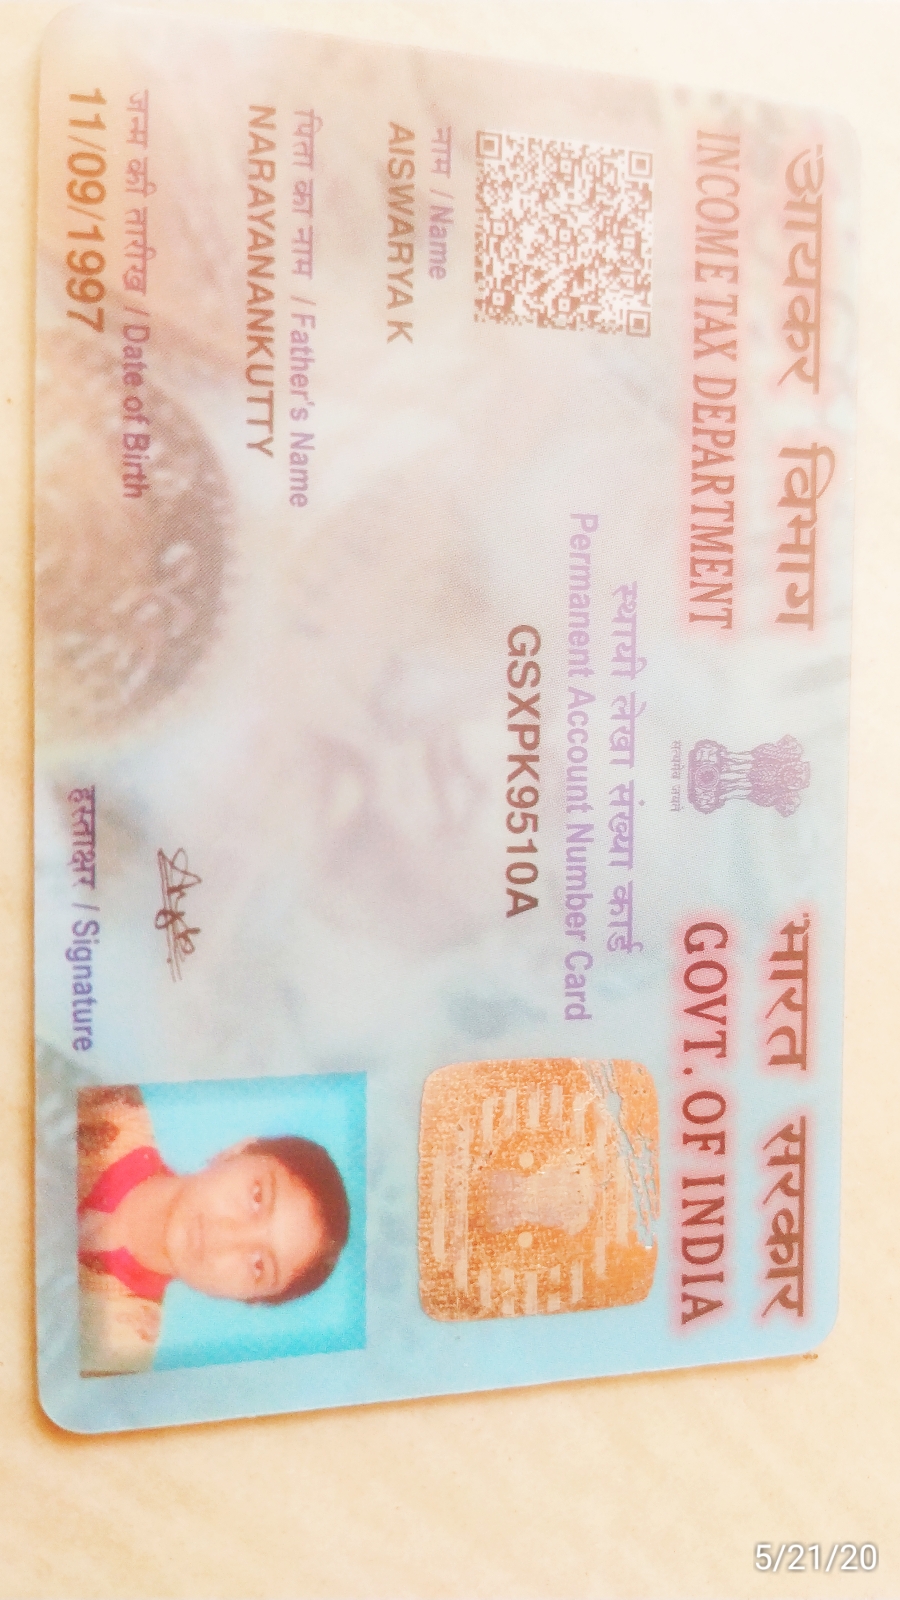 आयकर विभाग
INCOME TAX DEPARTMENT
सत्यमेव जयते
भारत सरकार
GOVT. OF INDIA
स्थायी लेखा संख्या कार्ड
Permanent Account Number Card
GSXPK9510A
नाम / Name
AISWARYA K
पिता का नाम / Father's Name
NARAYANANKUTTY
जन्म की तारीख / Date of Birth
11/09/1997
हस्ताक्षर / Signature
5/21/20